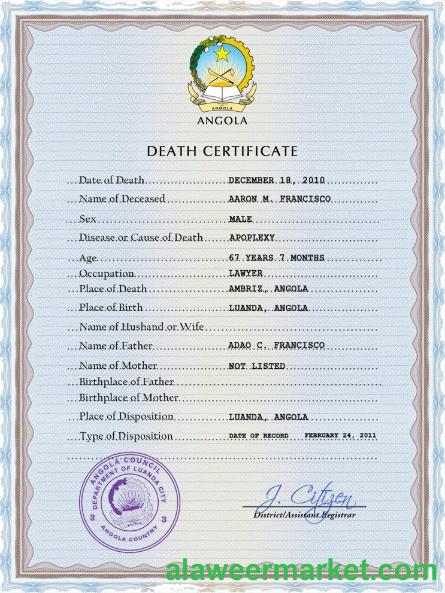 ANGOLA
ANGOLA
DEATH CERTIFICATE
Date of Death DECEMBER 18, 2010
Name of Deceased AARON M. FRANCISCO
Sex MALE
Disease or Cause of Death APOPLEXY
Age 67 YEARS 7 MONTHS
Occupation LAWYER
Place of Death AMBRIZ, ANGOLA
Place of Birth LUANDA, ANGOLA
Name of Husband or Wife
Name of Father ADAO C. FRANCISCO
Name of Mother NOT LISTED
Birthplace of Father
Birthplace of Mother
Place of Disposition LUANDA, ANGOLA
Type of Disposition DATE OF RECORD FEBRUARY 24, 2011
ANGOLA COUNCIL
DEPARTMENT OF LUANDA CITY
ANGOLA COUNTRY
J. Citizen
District/Assistant Registrar
alaweermarket.com